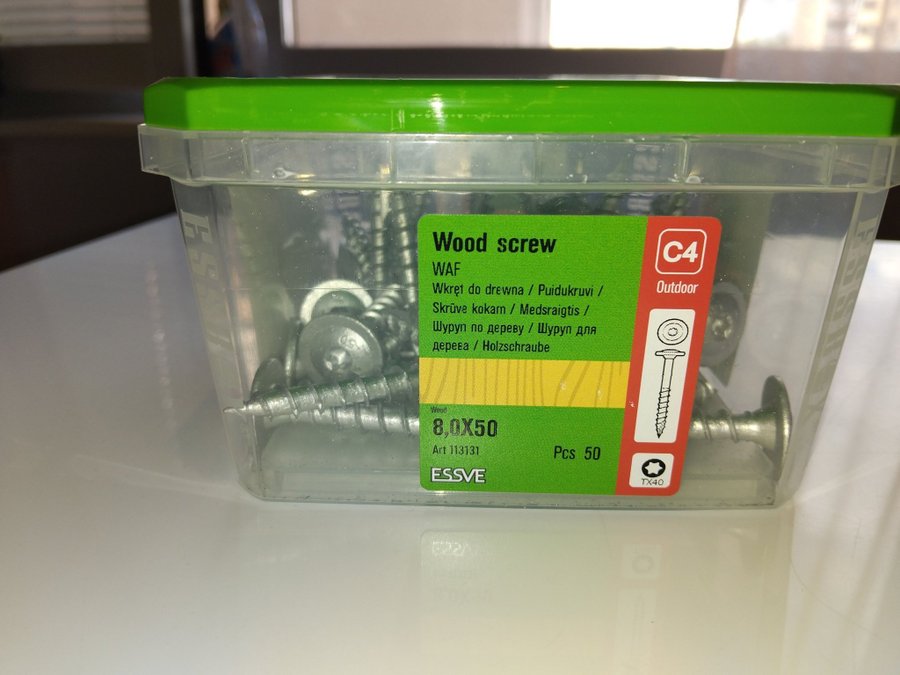 Wood screw
WAF
Wkręt do drewna / Puidukruvi /
Skrūve kokam / Medsraigtis /
Шуруп по дереву / Шуруп для
дерева / Holzschraube
Wood
8,0X50
Art 113131
Pcs 50
ESSVE
C4
Outdoor
TX40